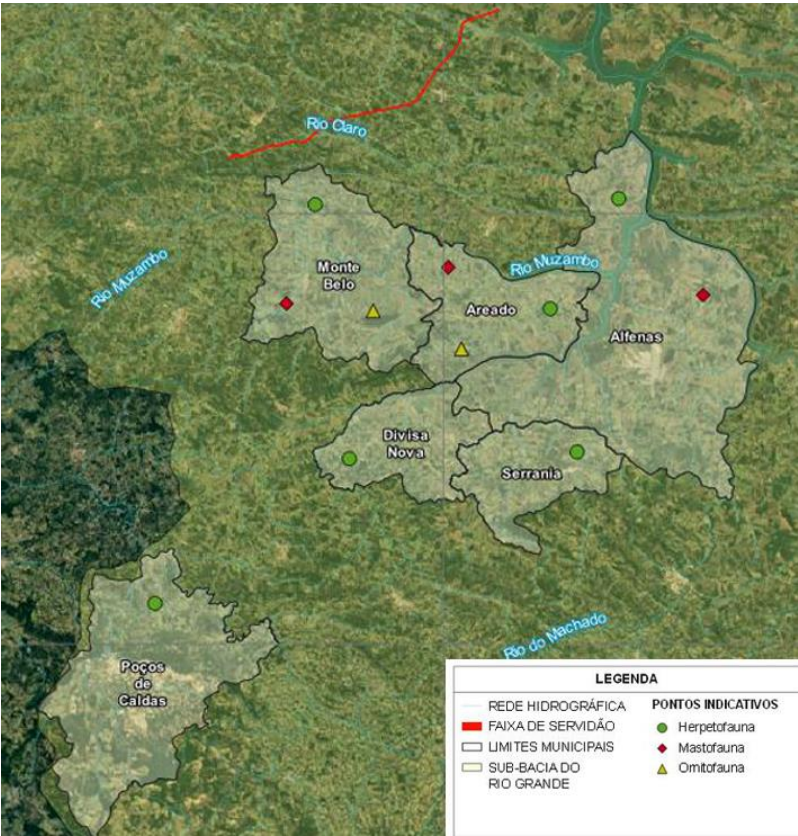 Rio Claro
Rio Muzambo
Monte
Belo
Rio Muzambo
Areado
Alfenas
Divisa
Nova
Serrania
Rio do Machado
Poços
de
Caldas
LEGENDA
REDE HIDROGRÁFICA
FAIXA DE SERVIDÃO
LIMITES MUNICIPAIS
SUB-BACIA DO
RIO GRANDE
PONTOS INDICATIVOS
Herpetofauna
Mastofauna
Ornitofauna